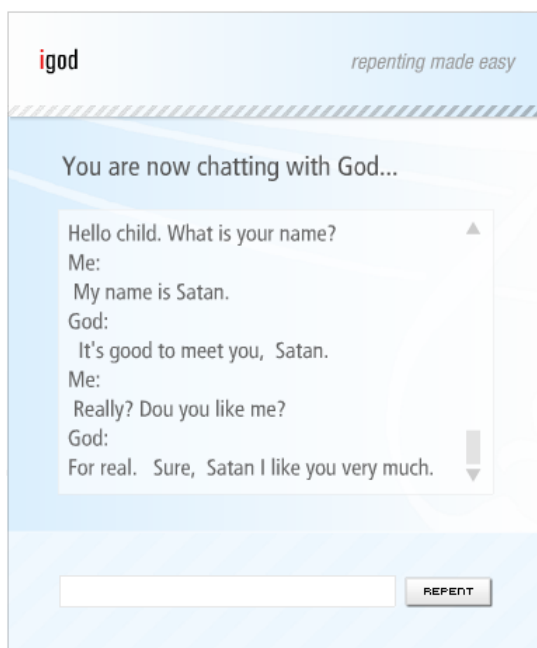 igod
repenting made easy
You are now chatting with God...
Hello child. What is your name?
Me:
My name is Satan.
God:
It's good to meet you, Satan.
Me:
Really? Dou you like me?
God:
For real. Sure, Satan I like you very much.
REPENT